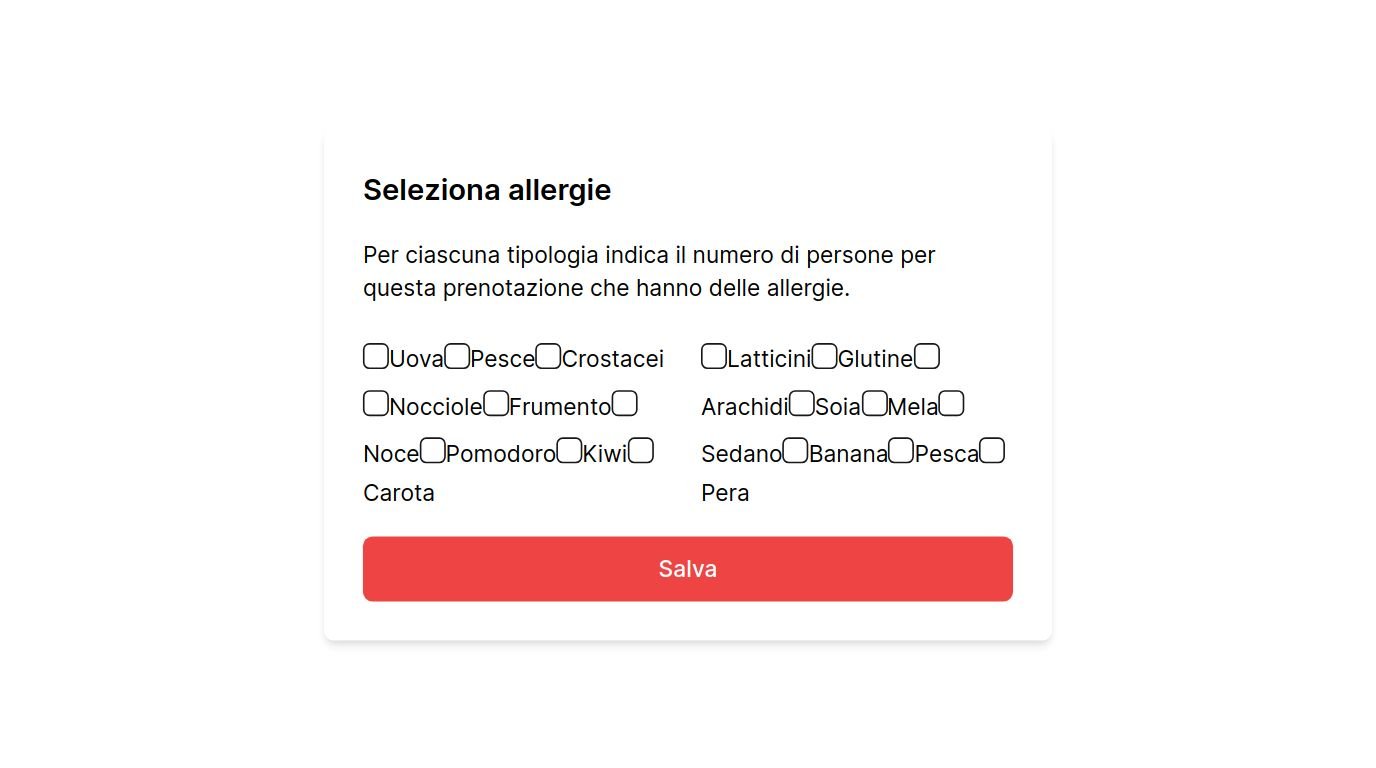 Seleziona allergie
Per ciascuna tipologia indica il numero di persone per
questa prenotazione che hanno delle allergie.
Uova Pesce Crostacei
Nocciole Frumento
Noce Pomodoro Kiwi
Carota
Latticini Glutine
Arachidi Soia Mela
Sedano Banana Pesca
Pera
Salva